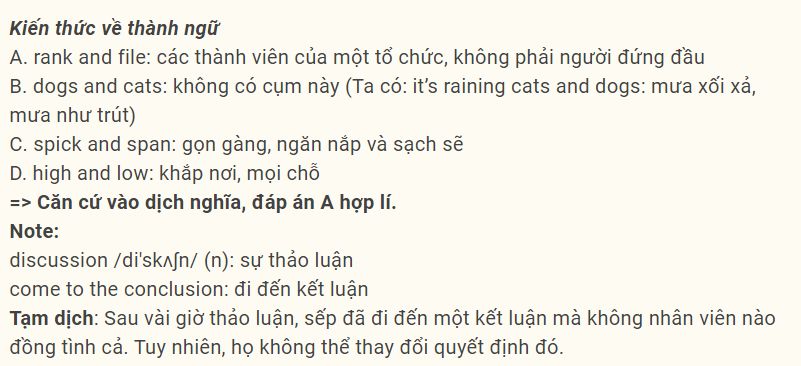 Kiến thức về thành ngữ
A. rank and file: các thành viên của một tổ chức, không phải người đứng đầu
B. dogs and cats: không có cụm này (Ta có: it’s raining cats and dogs: mưa xối xả,
mưa như trút)
C. spick and span: gọn gàng, ngăn nắp và sạch sẽ
D. high and low: khắp nơi, mọi chỗ
=> Căn cứ vào dịch nghĩa, đáp án A hợp lí.
Note:
discussion /di'skʌʃn/ (n): sự thảo luận
come to the conclusion: đi đến kết luận
Tạm dịch: Sau vài giờ thảo luận, sếp đã đi đến một kết luận mà không nhân viên nào
đồng tình cả. Tuy nhiên, họ không thể thay đổi quyết định đó.